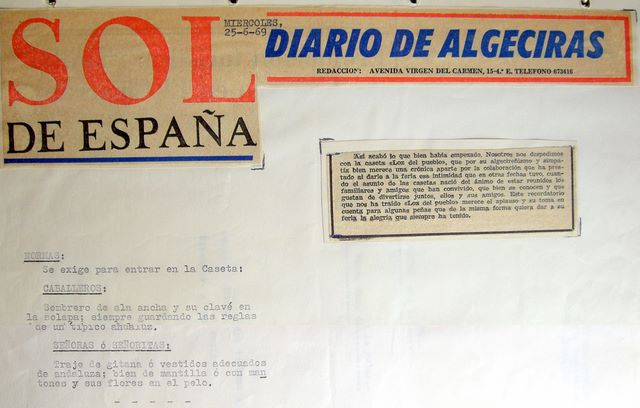 SOL
DE ESPAÑA
MIERCOLES,
25-6-69
DIARIO DE ALGECIRAS
REDACCION: AVENIDA VIRGEN DEL CARMEN, 15-4.º E. TELEFONO 673616
Así acabó lo que bien había empezado. Nosotros nos despedimos
con la caseta «Los del pueblo», que por su algecireñismo y simpa-
tía bien merece una crónica aparte por la colaboración que ha pres-
tado al darle a la feria esa intimidad que en otras fechas tuvo, cuan-
do el asunto de las casetas nació del ánimo de estar reunidos los
familiares y amigos que han convivido, que bien se conocen y que
gustan de divertirse juntos, ellos y sus amigos. Este recordatorio
que nos ha traído «Los del pueblo» merece el aplauso y su toma en
cuenta para algunas peñas que de la misma forma quiera dar a su
feria la alegría que siempre ha tenido.
NORMAS:
Se exige para entrar en la Caseta:
CABALLEROS:
Sombrero de ala ancha y su clavé en
la solapa; siempre guardando las reglas
de un típico andaluz.
SEÑORAS ó SEÑORITAS:
Traje de gitana ó vestidos adecuados
de andaluza; bien de mantilla ó con man
tones y sus flores en el pelo.
- - - - -